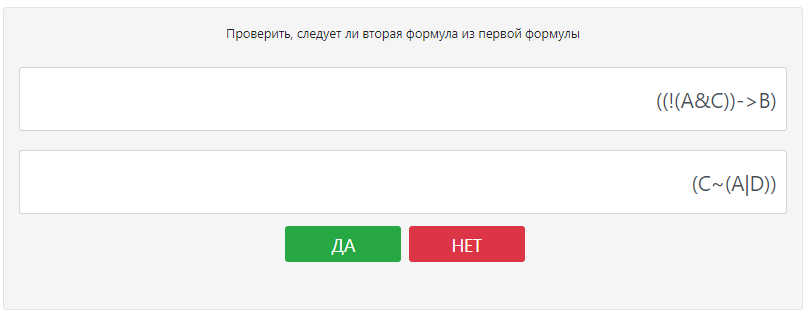 Проверить, следует ли вторая формула из первой формулы
((!(A&C))->B)
(C~(A|D))
ДА НЕТ